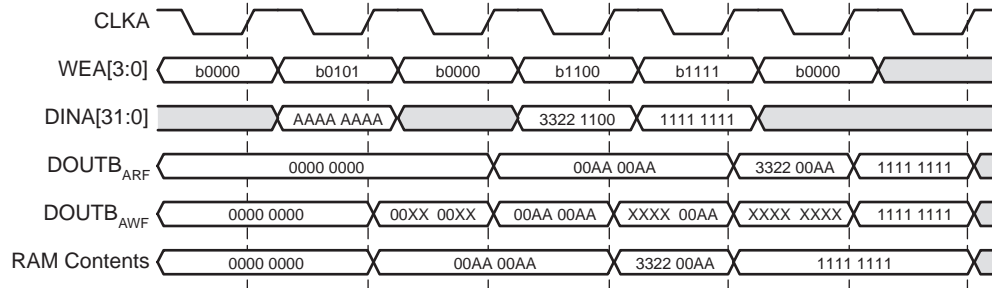 CLKA
WEA[3:0] b0000 b0101 b0000 b1100 b1111 b0000
DINA[31:0] AAAA AAAA 3322 1100 1111 1111
DOUTBARF 0000 0000 00AA 00AA 3322 00AA 1111 1111
DOUTBAWF 0000 0000 00XX 00XX 00AA 00AA XXXX 00AA XXXX XXXX 1111 1111
RAM Contents 0000 0000 00AA 00AA 3322 00AA 1111 1111